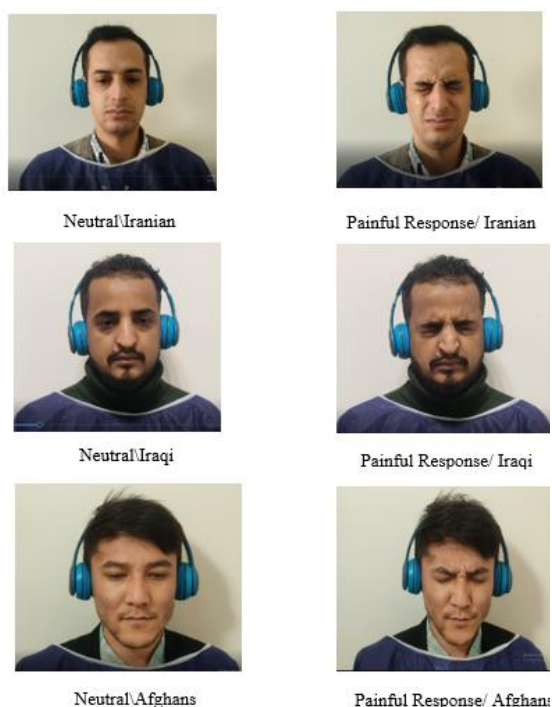 Neutral\Iranian
Painful Response/ Iranian
Neutral\Iraqi
Painful Response/ Iraqi
Neutral\Afghans
Painful Response/ Afghans